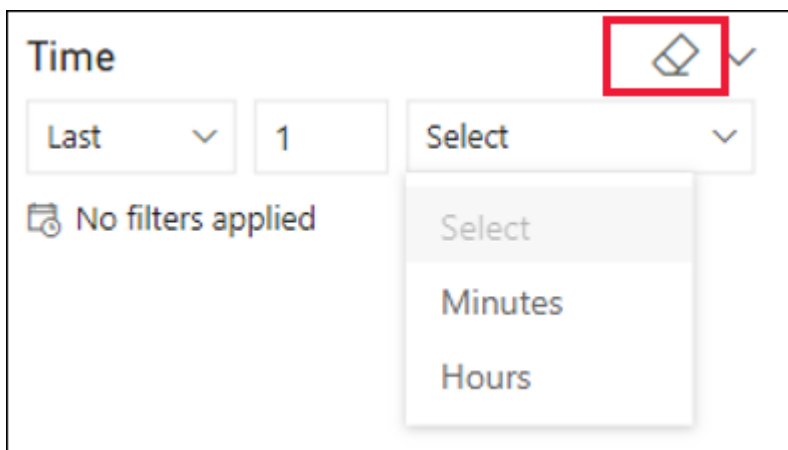 Time
Last 1 Select
No filters applied
Select
Minutes
Hours